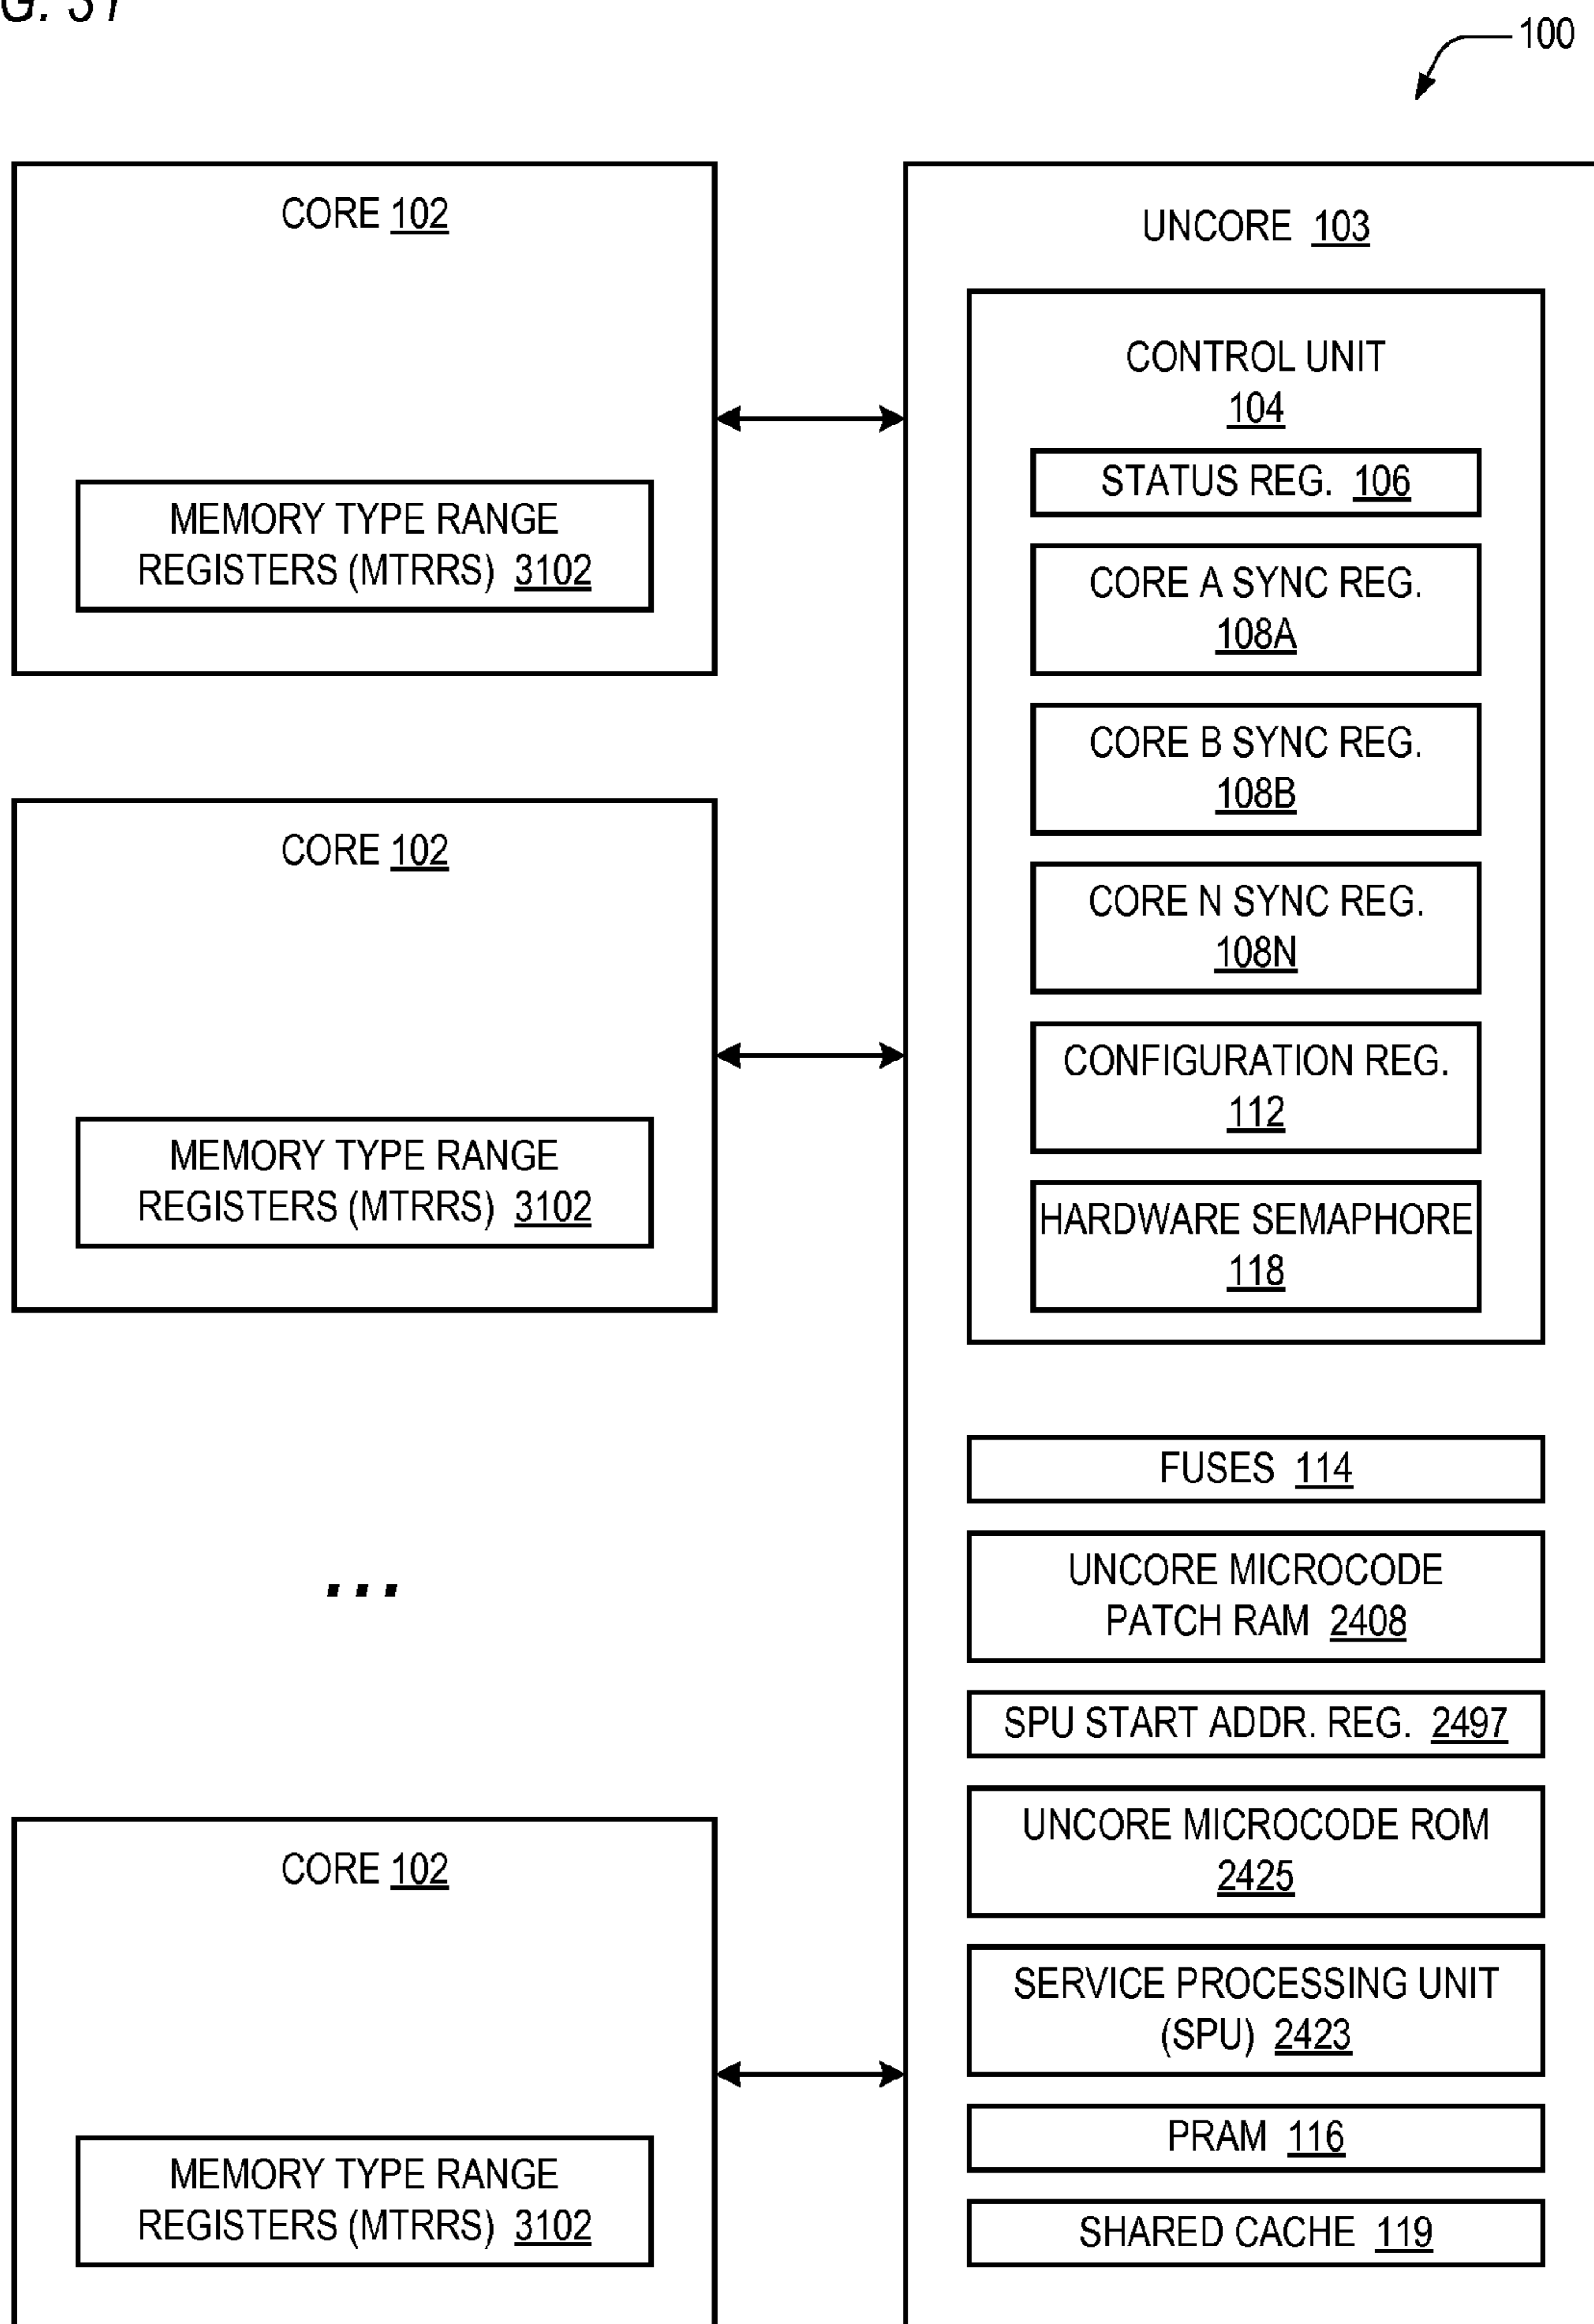 G. 31
100
CORE 102
MEMORY TYPE RANGE
REGISTERS (MTRRS) 3102
CORE 102
MEMORY TYPE RANGE
REGISTERS (MTRRS) 3102
...
CORE 102
MEMORY TYPE RANGE
REGISTERS (MTRRS) 3102
UNCORE 103
CONTROL UNIT
104
STATUS REG. 106
CORE A SYNC REG.
108A
CORE B SYNC REG.
108B
CORE N SYNC REG.
108N
CONFIGURATION REG.
112
HARDWARE SEMAPHORE
118
FUSES 114
UNCORE MICROCODE
PATCH RAM 2408
SPU START ADDR. REG. 2497
UNCORE MICROCODE ROM
2425
SERVICE PROCESSING UNIT
(SPU) 2423
PRAM 116
SHARED CACHE 119